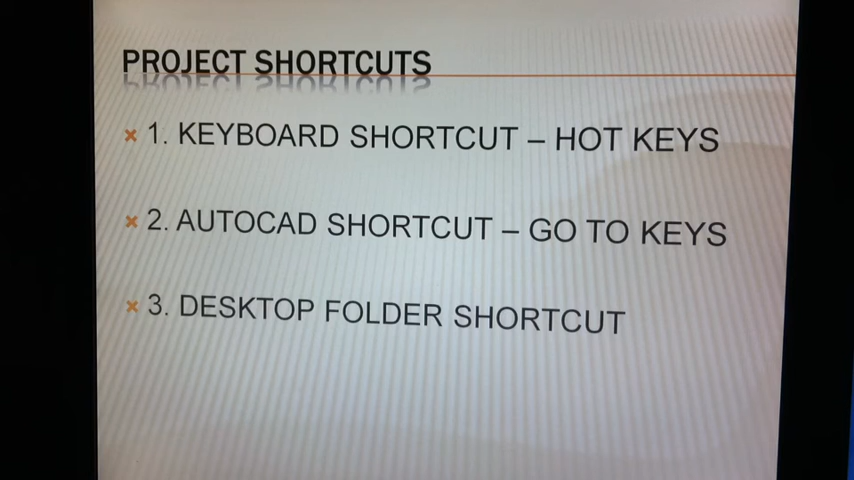 PROJECT SHORTCUTS
1. KEYBOARD SHORTCUT – HOT KEYS
2. AUTOCAD SHORTCUT – GO TO KEYS
3. DESKTOP FOLDER SHORTCUT